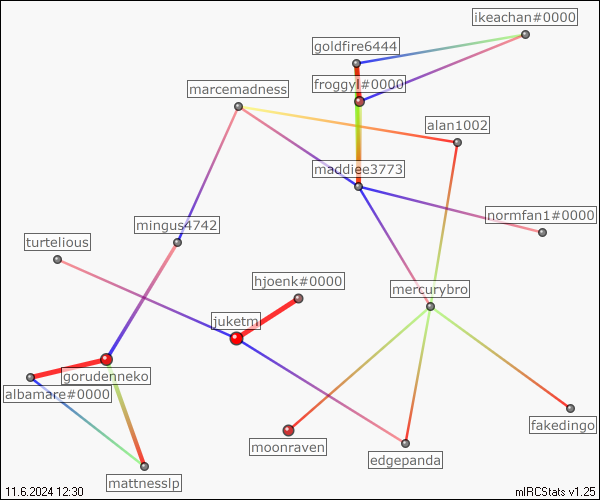 ikeachan#0000
goldfire6444
froggyl#0000
marcemadness
alan1002
maddiee3773
normfan1#0000
mingus4742
turtelious
hjoenk#0000
mercurybro
juketm
gorudenneko
albamare#0000
fakedingo
moonraven
edgepanda
mattnesslp
11.6.2024 12:30
mIRCStats v1.25